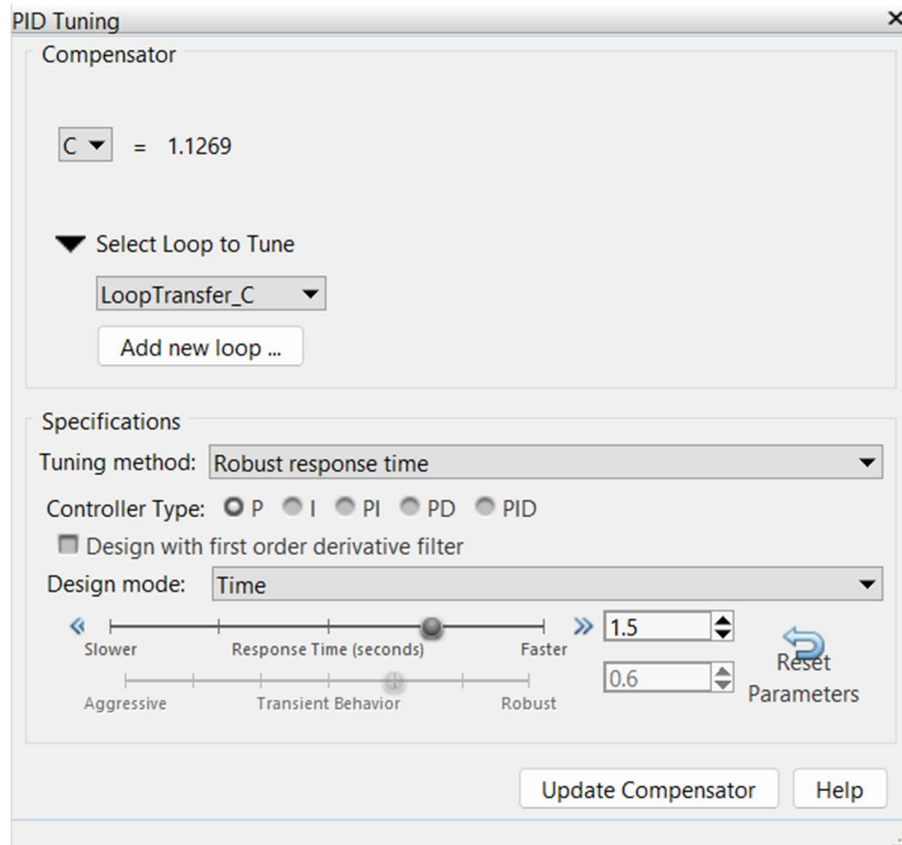 PID Tuning
Compensator
C = 1.1269
Select Loop to Tune
LoopTransfer_C
Add new loop ...
Specifications
Tuning method: Robust response time
Controller Type: P I PI PD PID
Design with first order derivative filter
Design mode: Time
1.5
Slower Response Time (seconds) Faster
0.6
Aggressive Transient Behavior Robust
Reset
Parameters
Update Compensator Help